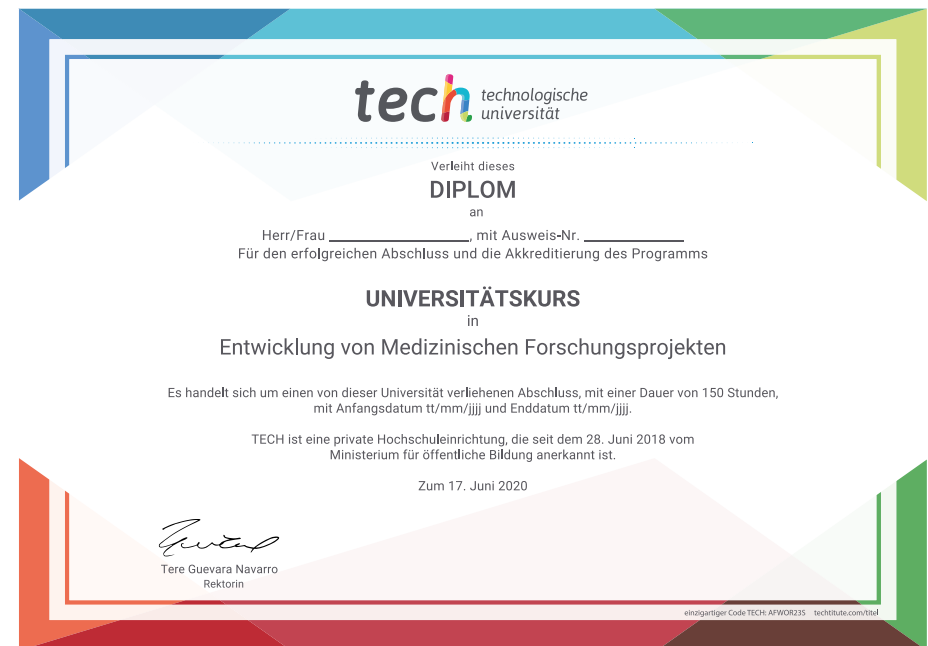 tech technologische
universität
Verleiht dieses
DIPLOM
an
Herr/Frau ____________________, mit Ausweis-Nr. ______________
Für den erfolgreichen Abschluss und die Akkreditierung des Programms
UNIVERSITÄTSKURS
in
Entwicklung von Medizinischen Forschungsprojekten
Es handelt sich um einen von dieser Universität verliehenen Abschluss, mit einer Dauer von 150 Stunden,
mit Anfangsdatum tt/mm/jjjj und Enddatum tt/mm/jjjj.
TECH ist eine private Hochschuleinrichtung, die seit dem 28. Juni 2018 vom
Ministerium für öffentliche Bildung anerkannt ist.
Zum 17. Juni 2020
Tere Guevara Navarro
Rektorin
einzigartiger Code TECH: AFWOR23S techtitute.com/titel